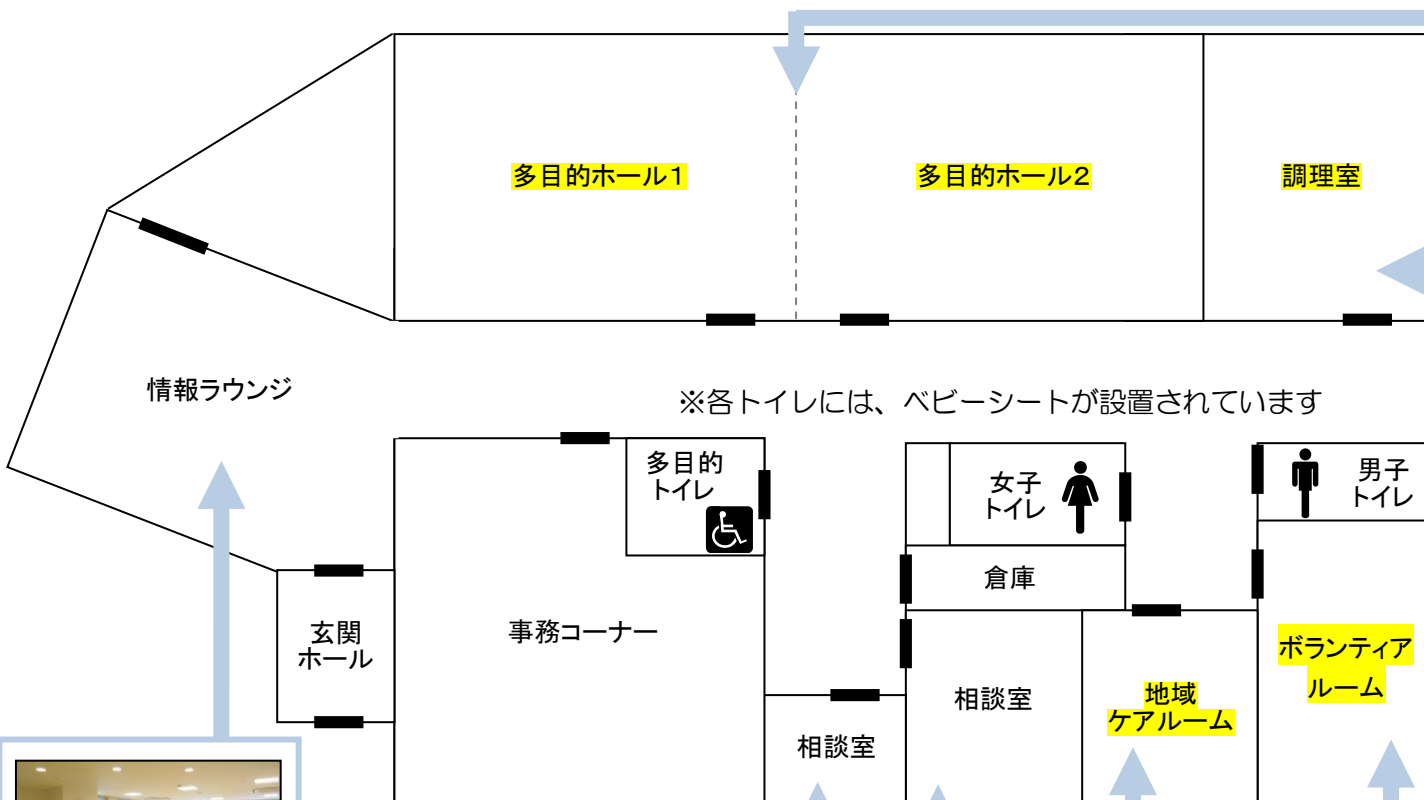 多目的ホール1
多目的ホール2
調理室
情報ラウンジ
※各トイレには、ベビーシートが設置されています
多目的
トイレ
女子
トイレ
男子
トイレ
倉庫
玄関
ホール
事務コーナー
相談室
相談室
地域
ケアルーム
ボランティア
ルーム